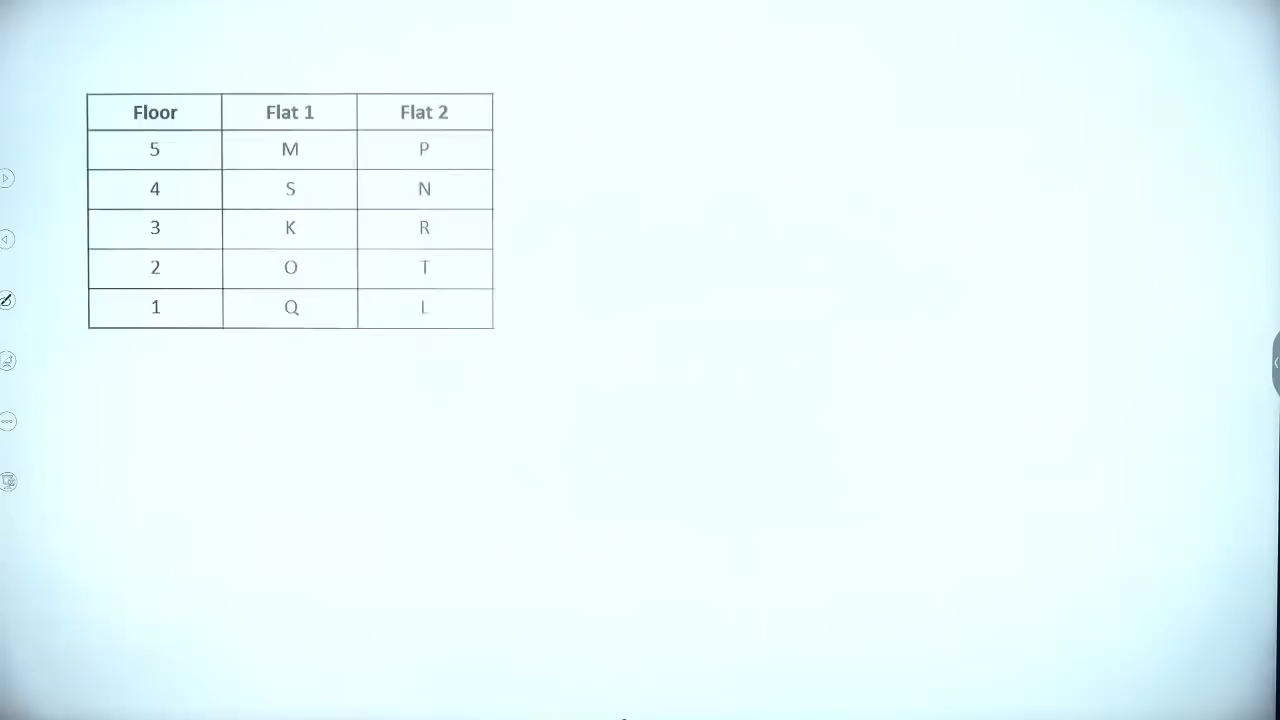 Floor Flat 1 Flat 2
5 M P
4 S N
3 K R
2 O T
1 Q L